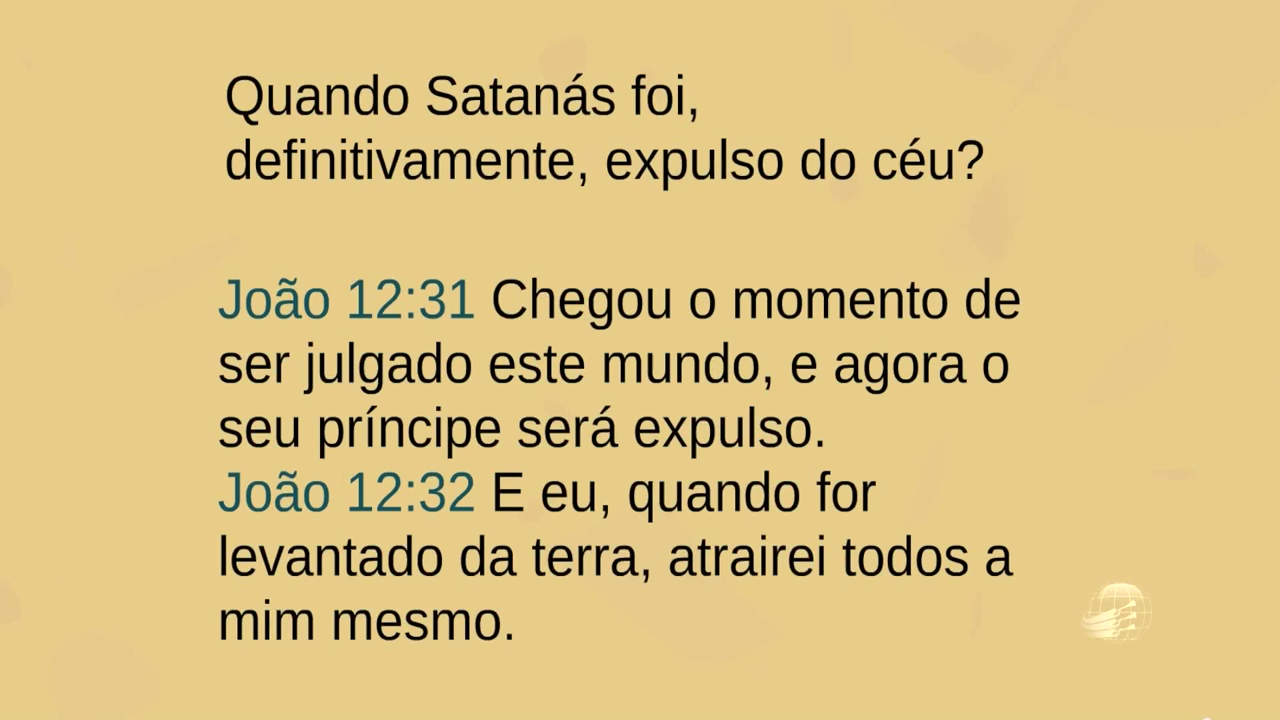 Quando Satanás foi,
definitivamente, expulso do céu?
João 12:31 Chegou o momento de
ser julgado este mundo, e agora o
seu príncipe será expulso.
João 12:32 E eu, quando for
levantado da terra, atrairei todos a
mim mesmo.